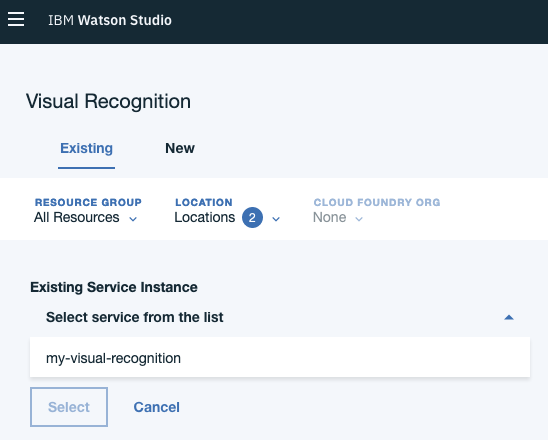 IBM Watson Studio
Visual Recognition
Existing New
RESOURCE GROUP LOCATION CLOUD FOUNDRY ORG
All Resources Locations 2 None
Existing Service Instance
Select service from the list
my-visual-recognition
Select Cancel